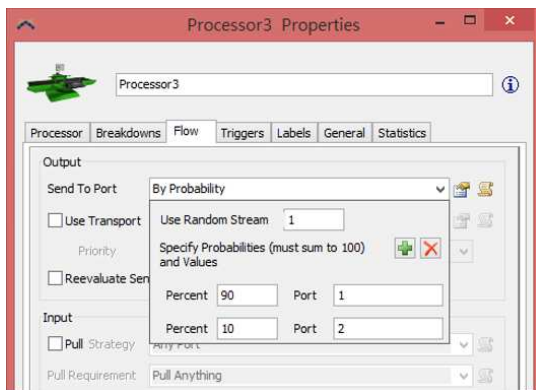 Processor3 Properties
Processor3
Processor Breakdowns Flow Triggers Labels General Statistics
Output
Send To Port By Probability
Use Transport
Use Random Stream 1
Priority
Specify Probabilities (must sum to 100)
and Values
Reevaluate Sen
Percent 90 Port 1
Input
Percent 10 Port 2
Pull Strategy Any Port
Pull Requirement Pull Anything